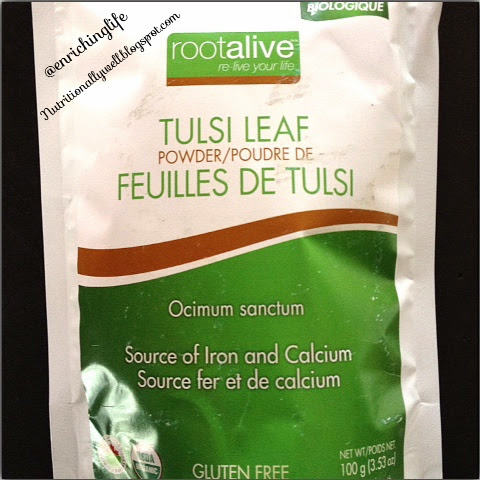 @enrichinglife
Nutritionallywell.blogspot.com
BIOLOGIQUE
rootalive
re-live your life
TULSI LEAF
POWDER/POUDRE DE
FEUILLES DE TULSI
Ocimum sanctum
Source of Iron and Calcium
Source fer et de calcium
USDA
ORGANIC
NET WT/POIDS NET
100 g (3.53 oz)
GLUTEN FREE